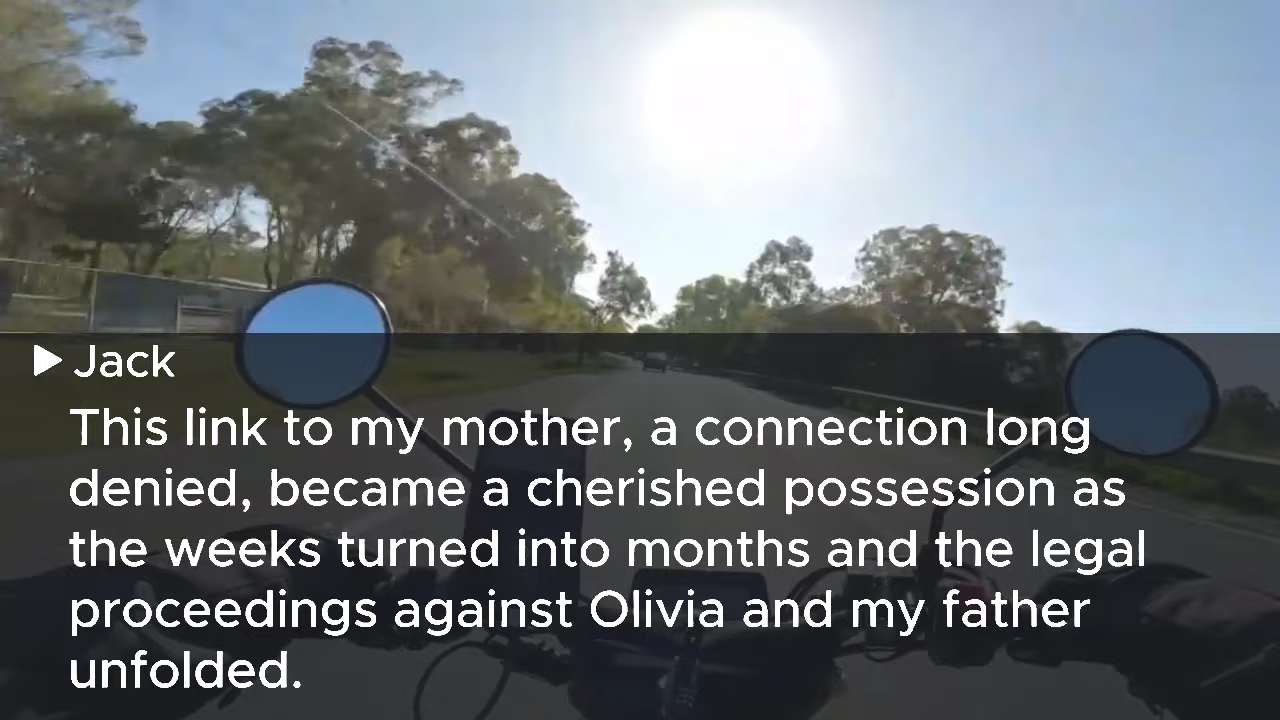 Jack
This link to my mother, a connection long
denied, became a cherished possession as
the weeks turned into months and the legal
proceedings against Olivia and my father
unfolded.